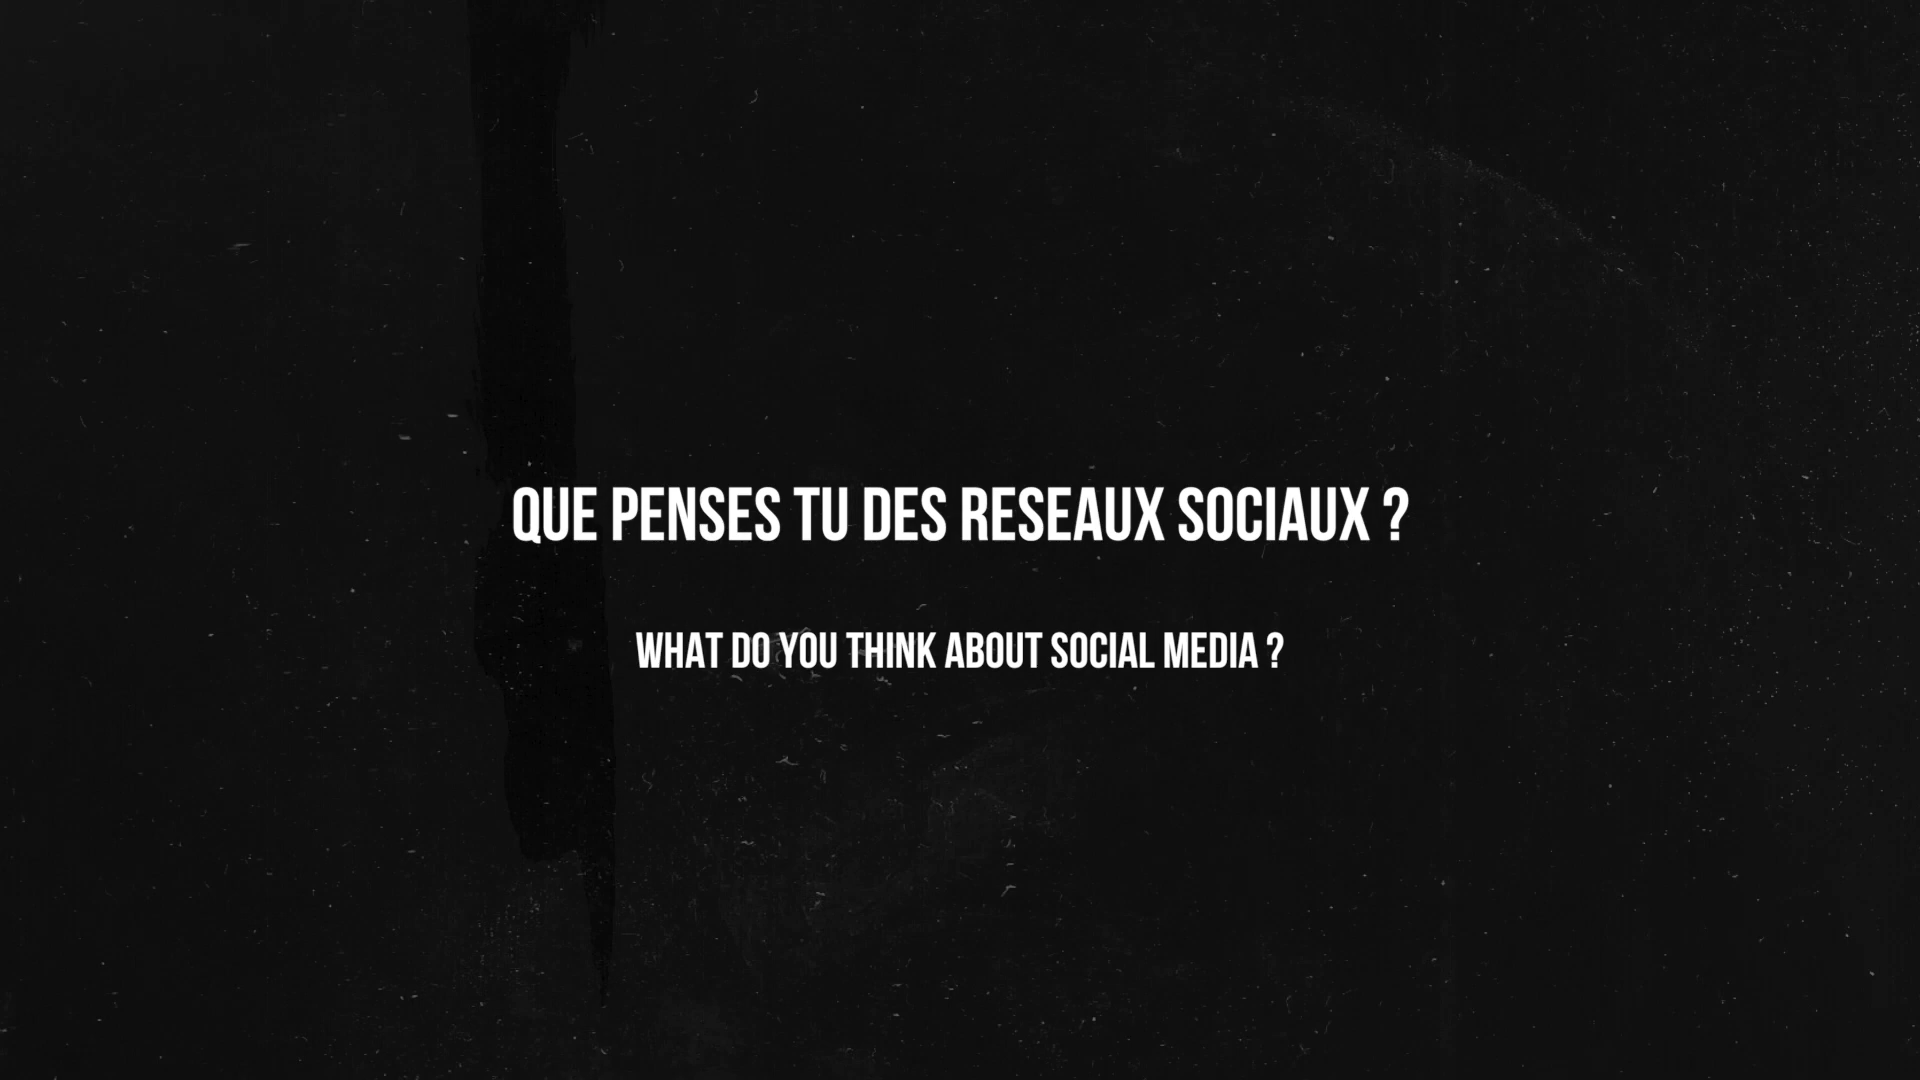 QUE PENSES TU DES RESEAUX SOCIAUX ?
WHAT DO YOU THINK ABOUT SOCIAL MEDIA ?